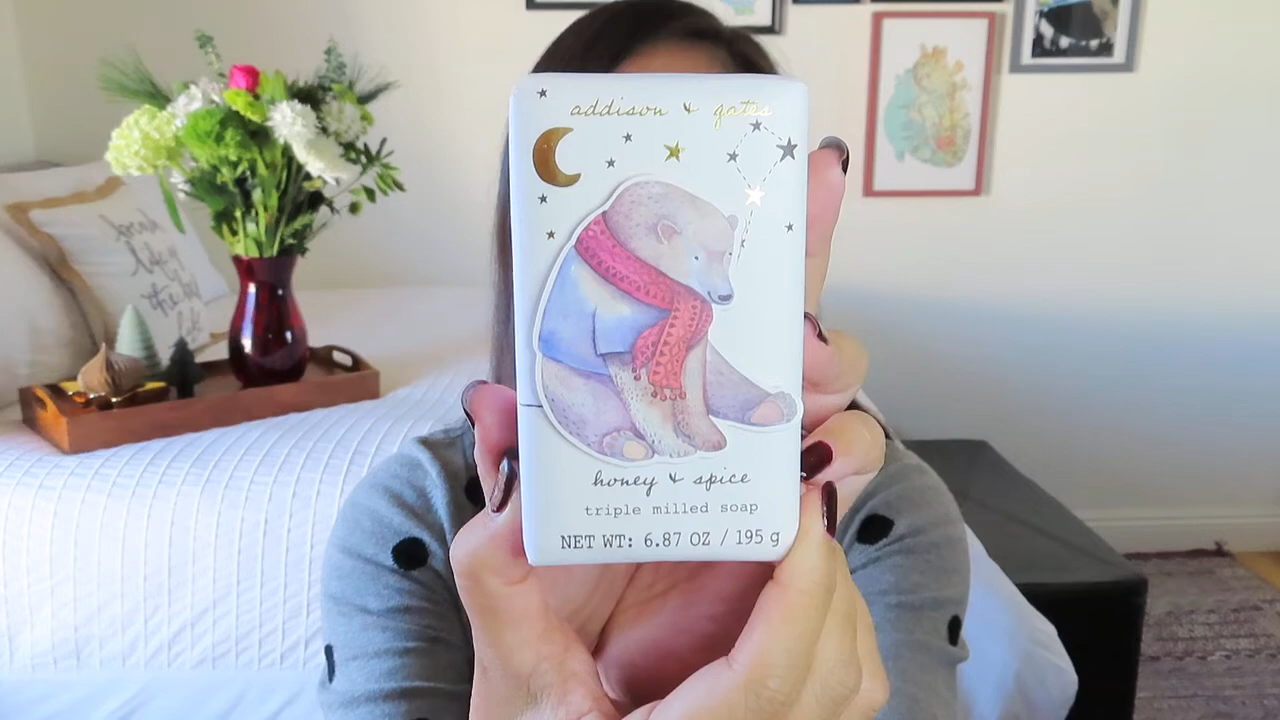 addison & gates
honey & spice
triple milled soap
NET WT: 6.87 OZ / 195 g